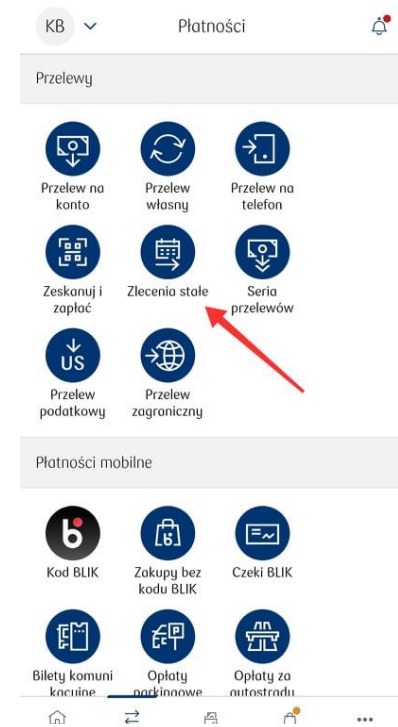 KB Płatności
Przelewy
Przelew na konto
Przelew własny
Przelew na telefon
Zeskanuj i zapłać
Zlecenia stałe
Seria przelewów
US
Przelew podatkowy
Przelew zagraniczny
Płatności mobilne
Kod BLIK
Zakupy bez kodu BLIK
Czeki BLIK
Bilety komuni kacyjne
Opłaty parkingowe
Opłaty za autostradu